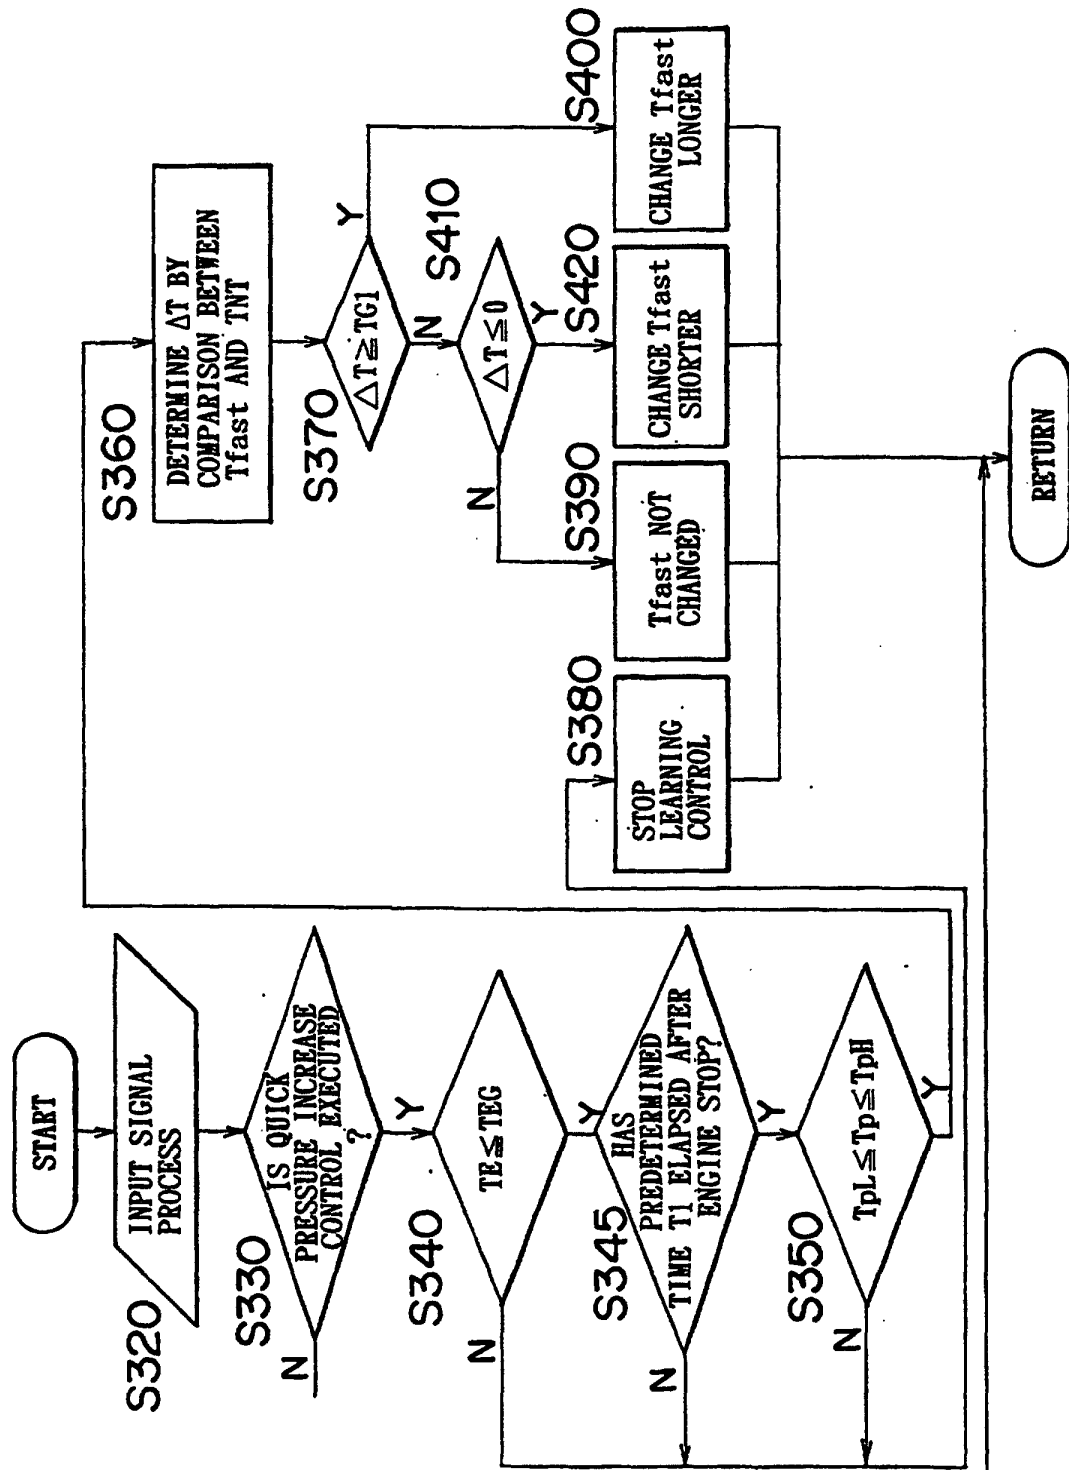 START
S320
INPUT SIGNAL
PROCESS
S330
IS QUICK
PRESSURE INCREASE
CONTROL EXECUTED
?
N
Y
S340
TE≦TEG
N
Y
S345
HAS
PREDETERMINED
TIME T1 ELAPSED AFTER
ENGINE STOP?
N
Y
S350
TpL≦Tp≦TpH
N
Y
S360
DETERMINE ΔT BY
COMPARISON BETWEEN
Tfast AND TNT
S370
ΔT≧TG1
Y
N
S410
ΔT≦0
N
Y
S380
STOP
LEARNING
CONTROL
S390
Tfast NOT
CHANGED
S420
CHANGE Tfast
SHORTER
S400
CHANGE Tfast
LONGER
RETURN